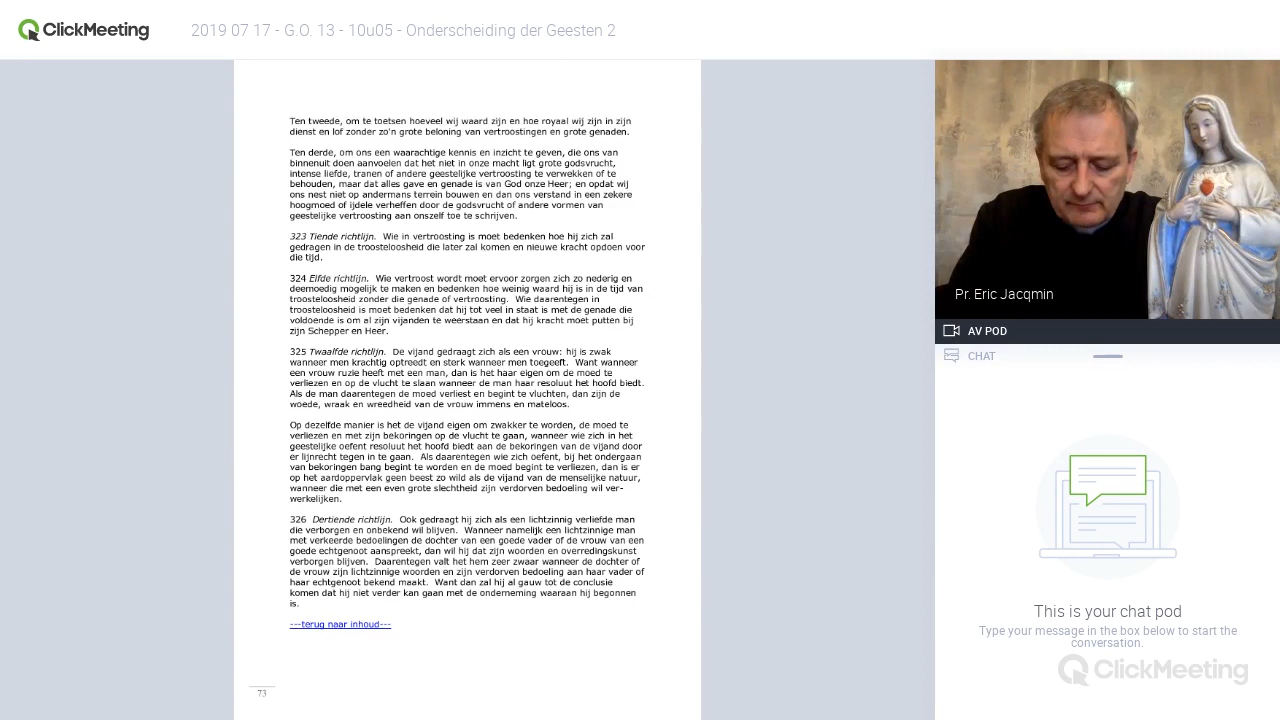 ClickMeeting
2019 07 17 - G.O. 13 - 10u05 - Onderscheiding der Geesten 2
Ten tweede, om te toetsen hoeveel wij waard zijn en hoe royaal wij zijn in zijn
dienst en lof zonder zo'n grote beloning van vertroostingen en grote genaden.
Ten derde, om ons een waarachtige kennis en inzicht te geven, die ons van
binnenuit doen aanvoelen dat het niet in onze macht ligt grote godsvrucht,
intense liefde, tranen of andere geestelijke vertroosting te verwekken of te
behouden, maar dat alles gave en genade is van God onze Heer; en opdat wij
ons nest niet op andermans terrein bouwen en dan ons verstand in een zekere
hoogmoed of ijdele verheffen door de godsvrucht of andere vormen van
geestelijke vertroosting aan onszelf toe te schrijven.
323 Tiende richtlijn.  Wie in vertroosting is moet bedenken hoe hij zich zal
gedragen in de troosteloosheid die later zal komen en nieuwe kracht opdoen voor
die tijd.
324 Elfde richtlijn.  Wie vertroost wordt moet ervoor zorgen zich zo nederig en
deemoedig mogelijk te maken en bedenken hoe weinig waard hij is in de tijd van
troosteloosheid zonder die genade of vertroosting.  Wie daarentegen in
troosteloosheid is moet bedenken dat hij tot veel in staat is met de genade die
voldoende is om al zijn vijanden te weerstaan en dat hij kracht moet putten bij
zijn Schepper en Heer.
325 Twaalfde richtlijn.  De vijand gedraagt zich als een vrouw: hij is zwak
wanneer men krachtig optreedt en sterk wanneer men toegeeft.  Want wanneer
een vrouw ruzie heeft met een man, dan is het haar eigen om de moed te
verliezen en op de vlucht te slaan wanneer de man haar resoluut het hoofd biedt.
Als de man daarentegen de moed verliest en begint te vluchten, dan zijn de
woede, wraak en wreedheid van de vrouw immens en mateloos.
Op dezelfde manier is het de vijand eigen om zwakker te worden, de moed te
verliezen en met zijn bekoringen op de vlucht te gaan, wanneer wie zich in het
geestelijke oefent resoluut het hoofd biedt aan de bekoringen van de vijand door
er lijnrecht tegen in te gaan.  Als daarentegen wie zich oefent, bij het ondergaan
van bekoringen bang begint te worden en de moed begint te verliezen, dan is er
op het aardoppervlak geen beest zo wild als de vijand van de menselijke natuur,
wanneer die met een even grote slechtheid zijn verdorven bedoeling wil ver-
werkelijken.
326  Dertiende richtlijn.  Ook gedraagt hij zich als een lichtzinnig verliefde man
die verborgen en onbekend wil blijven.  Wanneer namelijk een lichtzinnige man
met verkeerde bedoelingen de dochter van een goede vader of de vrouw van een
goede echtgenoot aanspreekt, dan wil hij dat zijn woorden en overredingskunst
verborgen blijven.  Daarentegen valt het hem zeer zwaar wanneer de dochter of
de vrouw zijn lichtzinnige woorden en zijn verdorven bedoeling aan haar vader of
haar echtgenoot bekend maakt.  Want dan zal hij al gauw tot de conclusie
komen dat hij niet verder kan gaan met de onderneming waaraan hij begonnen
is.
---terug naar inhoud---
73
Pr. Eric Jacqmin
AV POD
CHAT
This is your chat pod
Type your message in the box below to start the
conversation.
ClickMeeting